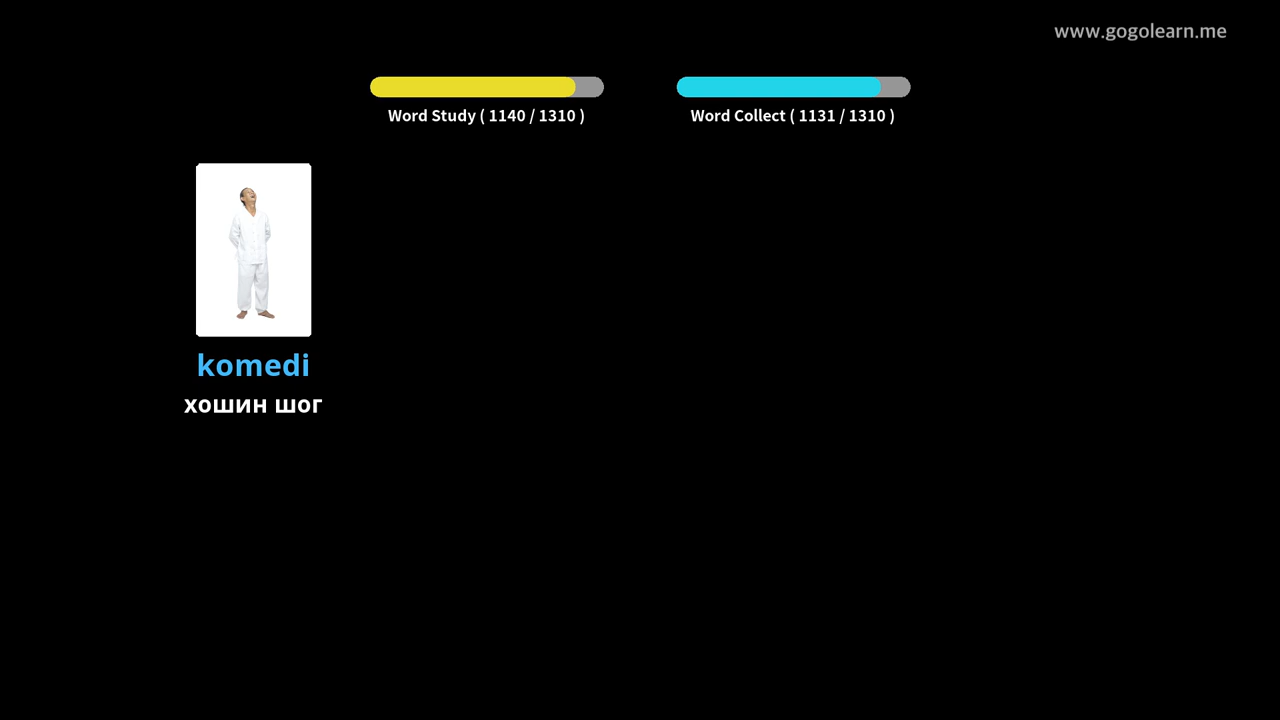 www.gogolearn.me
Word Study ( 1140 / 1310 )
Word Collect ( 1131 / 1310 )
komedi
хошин шог